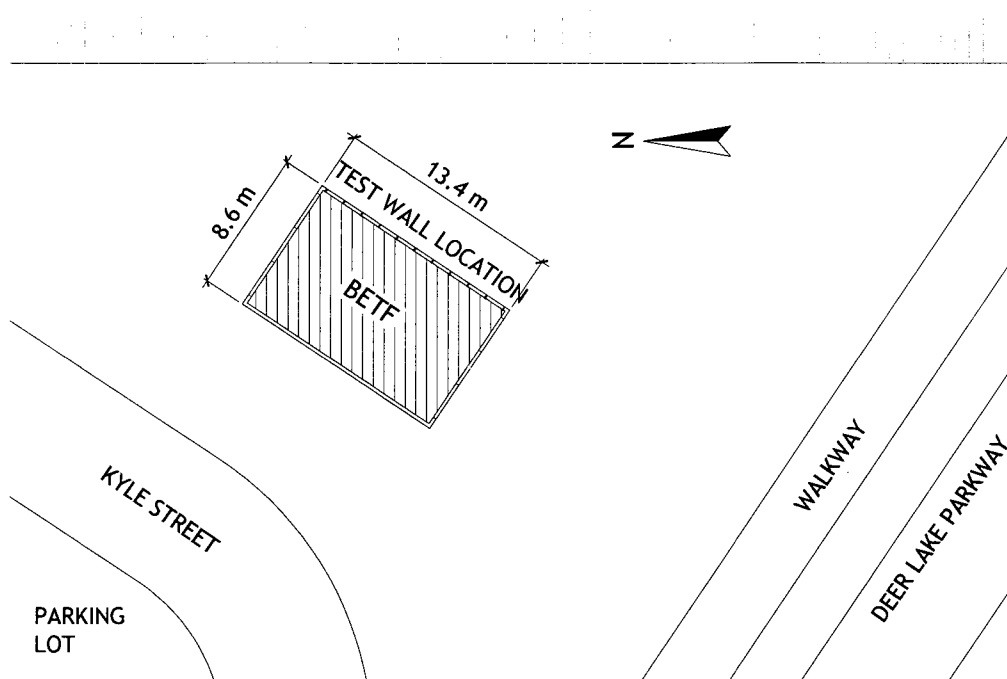 N
13.4 m
8.6 m
TEST WALL LOCATION
BETF
WALKWAY
KYLE STREET
DEER LAKE PARKWAY
PARKING
LOT